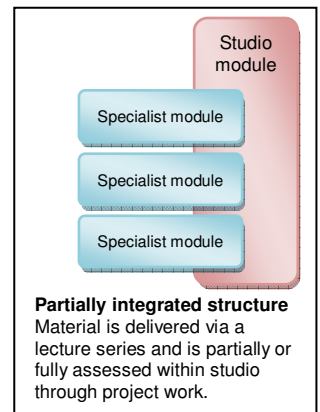 Studio
module
Specialist module
Specialist module
Specialist module
Partially integrated structure
Material is delivered via a
lecture series and is partially or
fully assessed within studio
through project work.